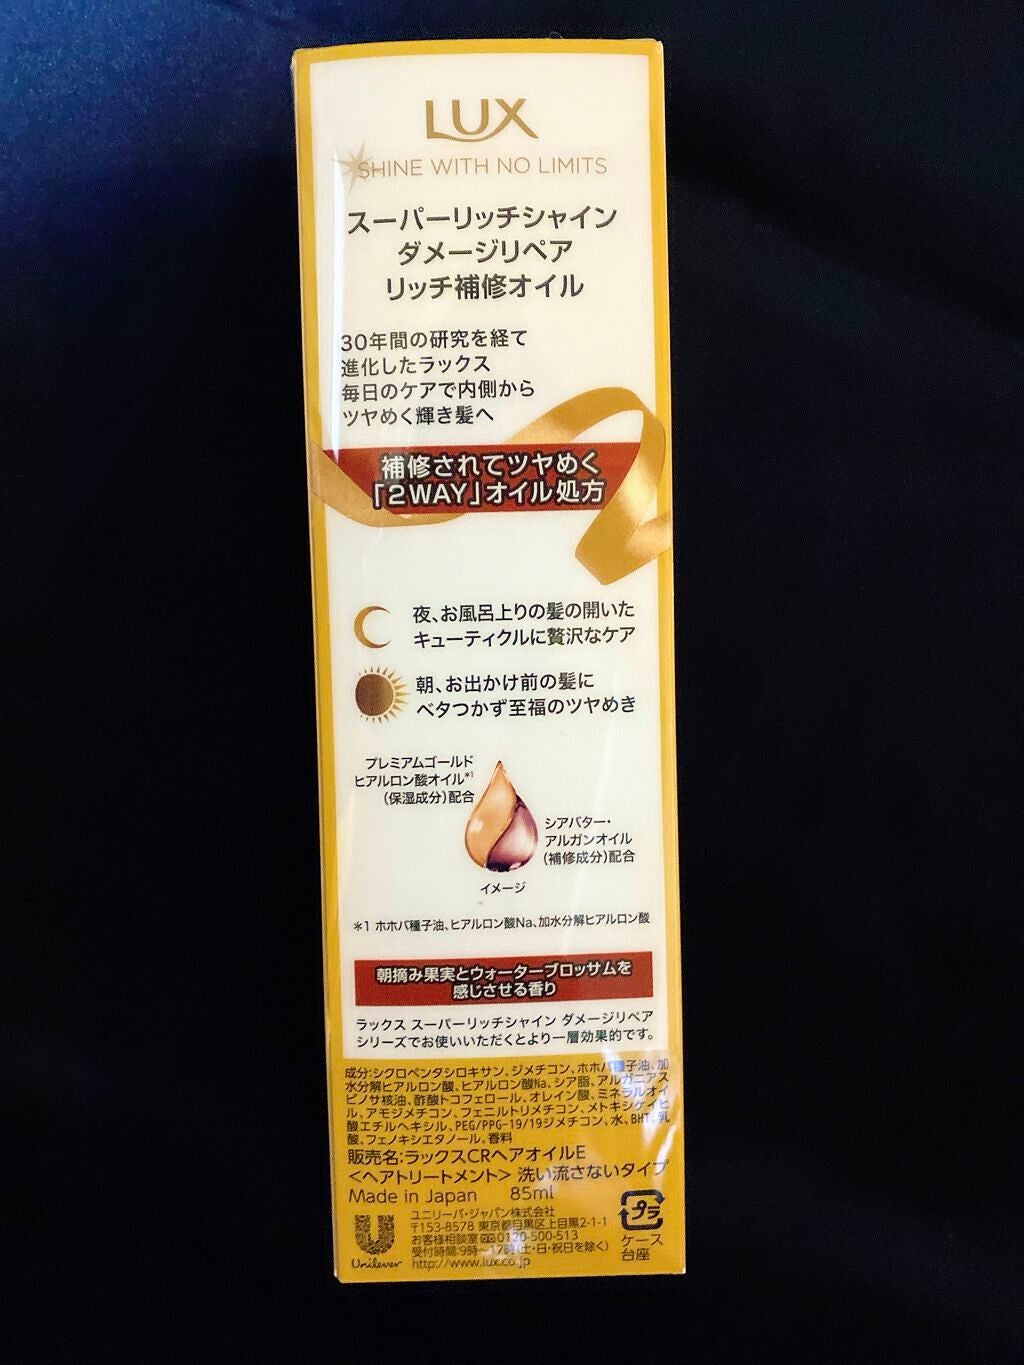 LUX
SHINE WITH NO LIMITS
スーパーリッチシャイン
ダメージリペア
リッチ補修オイル
30年間の研究を経て
進化したラックス
毎日のケアで内側から
ツヤめく輝き髪へ
補修されてツヤめく
「2WAY」オイル処方
夜、お風呂上りの髪の開いた
キューティクルに贅沢なケア
朝、お出かけ前の髪に
ベタつかず至福のツヤめき
プレミアムゴールド
ヒアルロン酸オイル*1
(保湿成分)配合
シアバター・
アルガンオイル
(補修成分)配合
イメージ
*1 ホホバ種子油、ヒアルロン酸Na、加水分解ヒアルロン酸
朝摘み果実とウォーターブロッサムを
感じさせる香り
ラックス スーパーリッチシャイン ダメージリペア
シリーズでお使いいただくとより一層効果的です。
成分:シクロペンタシロキサン、ジメチコン、ホホバ種子油、加
水分解ヒアルロン酸、ヒアルロン酸Na、シア脂、アルガニアス
ピノサ核油、酢酸トコフェロール、オレイン酸、ミネラルオイ
ル、アモジメチコン、フェニルトリメチコン、メトキシケイヒ
酸エチルヘキシル、PEG/PPG-19/19ジメチコン、水、BHT、乳
酸、フェノキシエタノール、香料
販売名:ラックスCRヘアオイルE
<ヘアトリートメント> 洗い流さないタイプ
Made in Japan 85ml
ユニリーバ・ジャパン株式会社
〒153-8578 東京都目黒区上目黒2-1-1
お客様相談室 0120-500-513
受付時間:9時〜17時(土・日・祝日を除く)
http://www.lux.co.jp
Unilever
プラ
ケース
台座